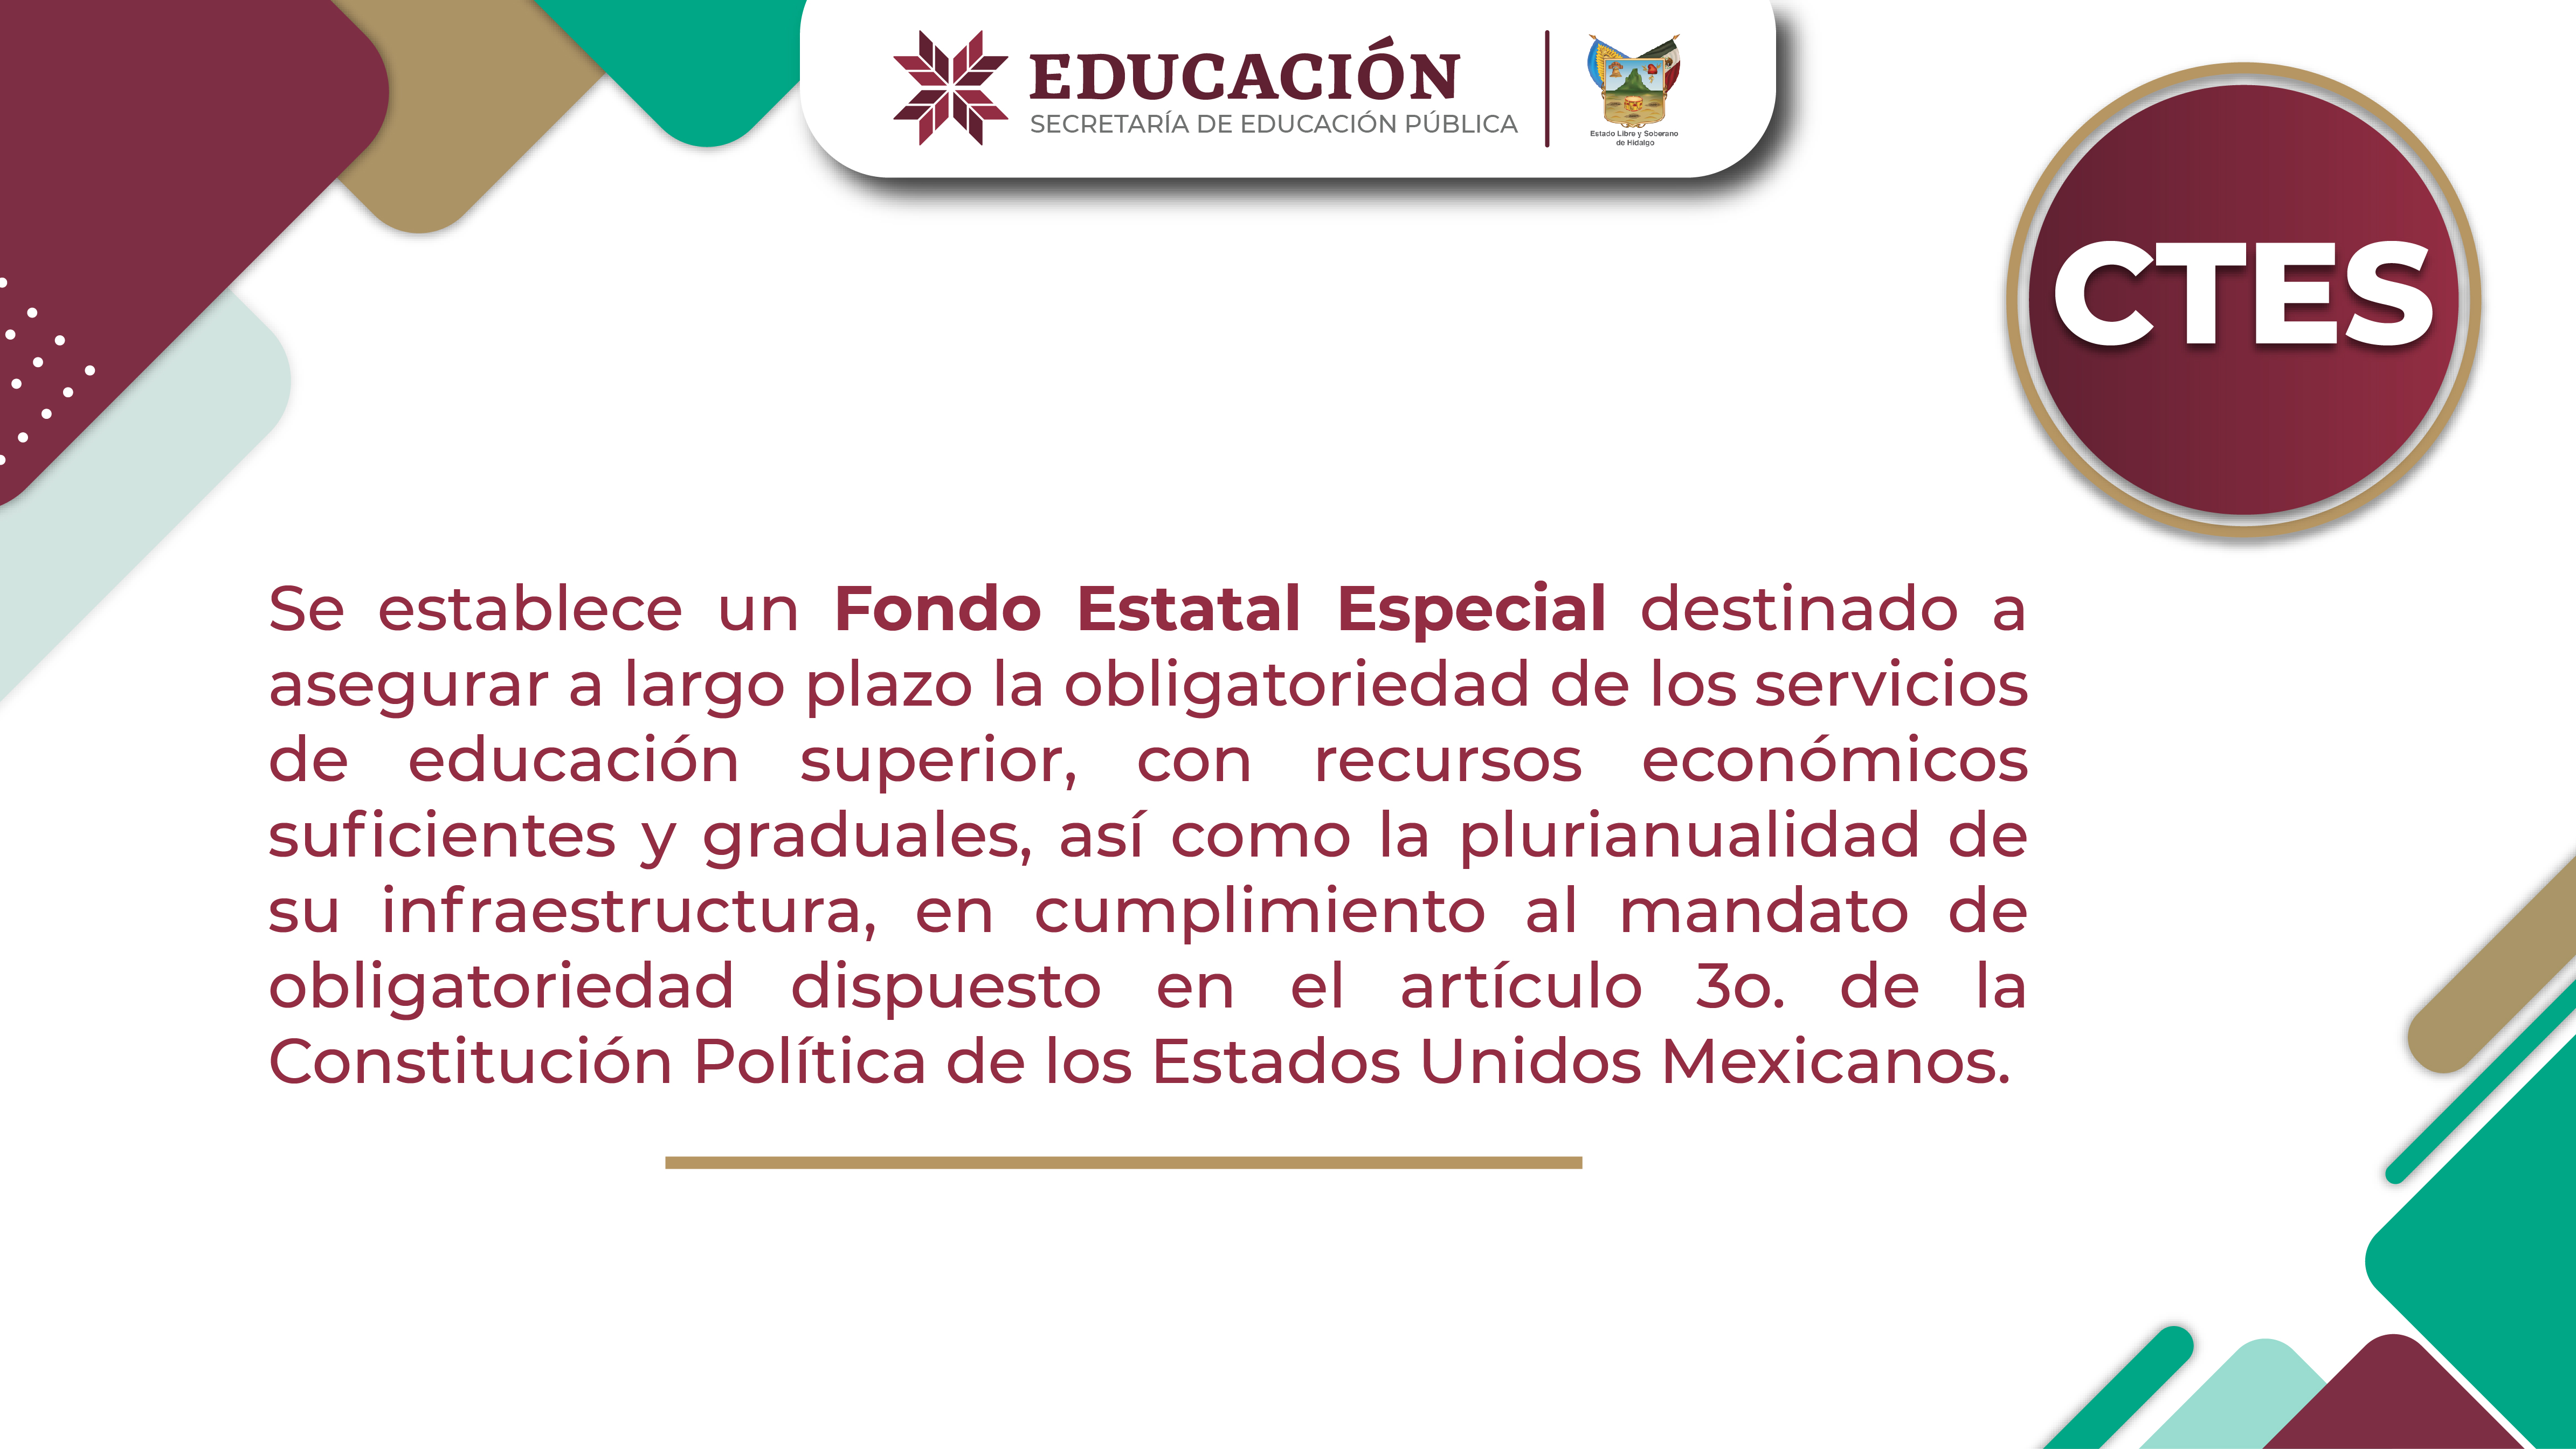 EDUCACIÓN
SECRETARÍA DE EDUCACIÓN PÚBLICA
Estado Libre y Soberano
de Hidalgo
CTES
Se establece un Fondo Estatal Especial destinado a
asegurar a largo plazo la obligatoriedad de los servicios
de educación superior, con recursos económicos
suficientes y graduales, así como la plurianualidad de
su infraestructura, en cumplimiento al mandato de
obligatoriedad dispuesto en el artículo 3o. de la
Constitución Política de los Estados Unidos Mexicanos.